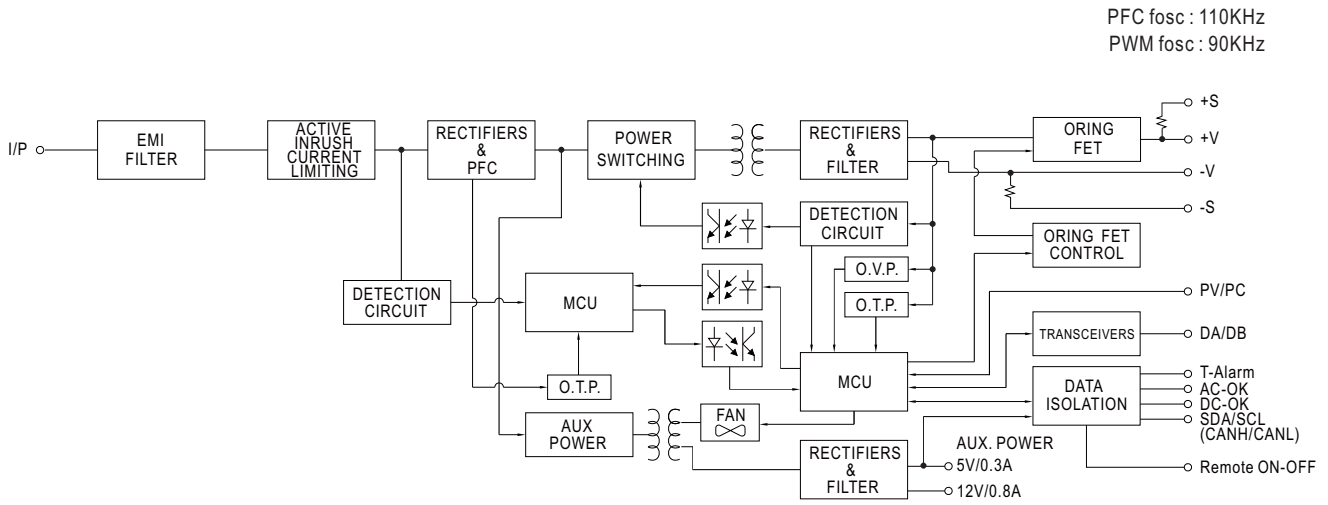 PFC fosc : 110KHz
PWM fosc : 90KHz
I/P
EMI
FILTER
ACTIVE
INRUSH
CURRENT
LIMITING
RECTIFIERS
&
PFC
POWER
SWITCHING
RECTIFIERS
&
FILTER
ORING
FET
+S
+V
-V
-S
DETECTION
CIRCUIT
ORING FET
CONTROL
O.V.P.
O.T.P.
DETECTION
CIRCUIT
MCU
PV/PC
TRANSCEIVERS
DA/DB
MCU
DATA
ISOLATION
T-Alarm
AC-OK
DC-OK
SDA/SCL
(CANH/CANL)
O.T.P.
FAN
AUX
POWER
RECTIFIERS
&
FILTER
AUX. POWER
5V/0.3A
12V/0.8A
Remote ON-OFF